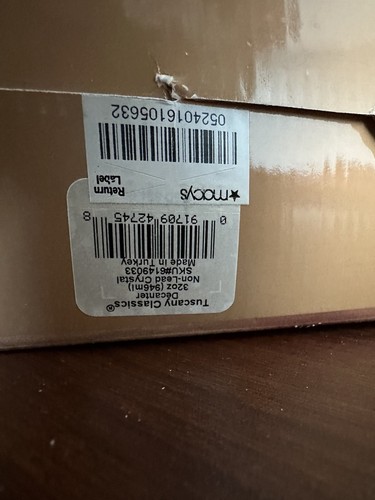 Tuscany Classics®
Décanter
32oz (946ml)
Non-Lead Crystal
SKU#6149033
Made in Turkey
0 91709 42745 8
★macys Return
Label
0524016105632